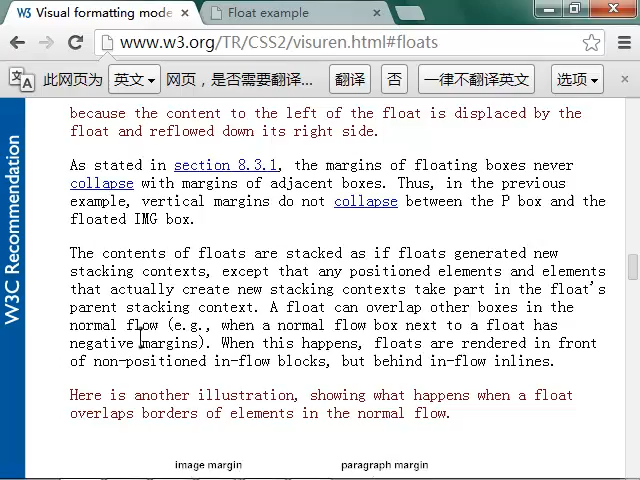 Visual formatting mode
Float example
www.w3.org/TR/CSS2/visuren.html#floats
此网页为 英文 网页，是否需要翻译... 翻译 否 一律不翻译英文 选项
W3C Recommendation
because the content to the left of the float is displaced by the
float and reflowed down its right side.
As stated in section 8.3.1, the margins of floating boxes never
collapse with margins of adjacent boxes. Thus, in the previous
example, vertical margins do not collapse between the P box and the
floated IMG box.
The contents of floats are stacked as if floats generated new
stacking contexts, except that any positioned elements and elements
that actually create new stacking contexts take part in the float's
parent stacking context. A float can overlap other boxes in the
normal flow (e.g., when a normal flow box next to a float has
negative margins). When this happens, floats are rendered in front
of non-positioned in-flow blocks, but behind in-flow inlines.
Here is another illustration, showing what happens when a float
overlaps borders of elements in the normal flow.
image margin paragraph margin